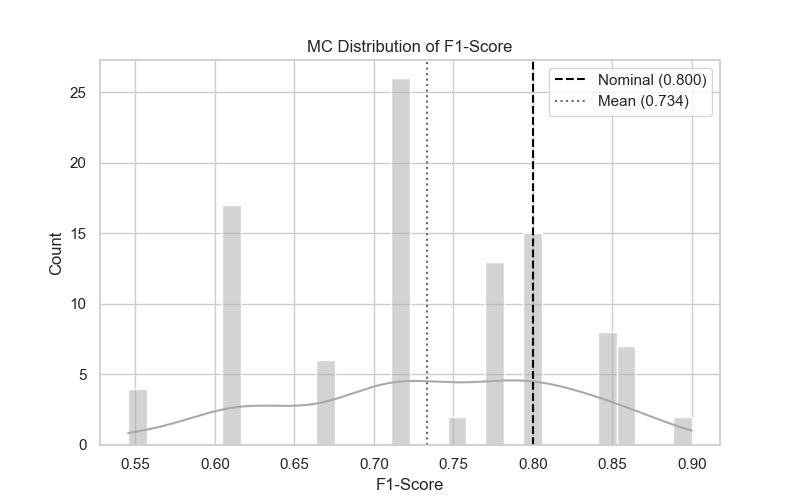 MC Distribution of F1-Score
Nominal (0.800)
Mean (0.734)
Count
25
20
15
10
5
0
0.55 0.60 0.65 0.70 0.75 0.80 0.85 0.90
F1-Score